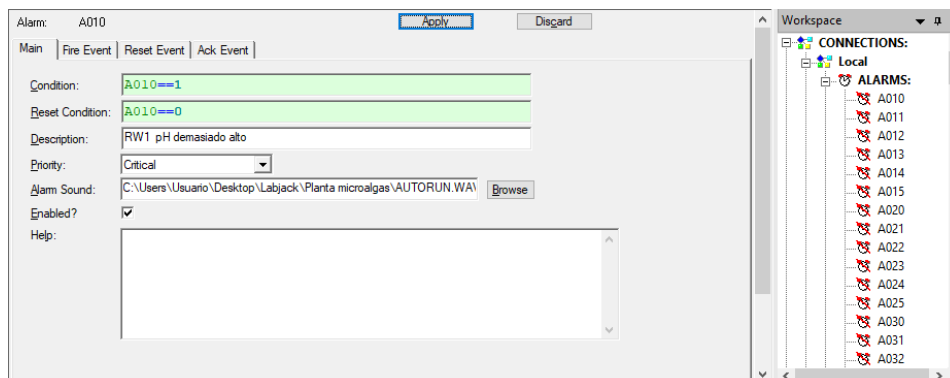 Alarm: A010 Apply Discard
Main Fire Event Reset Event Ack Event
Condition: A010==1
Reset Condition: A010==0
Description: RW1 pH demasiado alto
Priority: Critical
Alarm Sound: C:\Users\Usuario\Desktop\Labjack\Planta microalgas\AUTORUN.WAV Browse
Enabled?
Help:
Workspace
CONNECTIONS:
Local
ALARMS:
A010
A011
A012
A013
A014
A015
A020
A021
A022
A023
A024
A025
A030
A031
A032